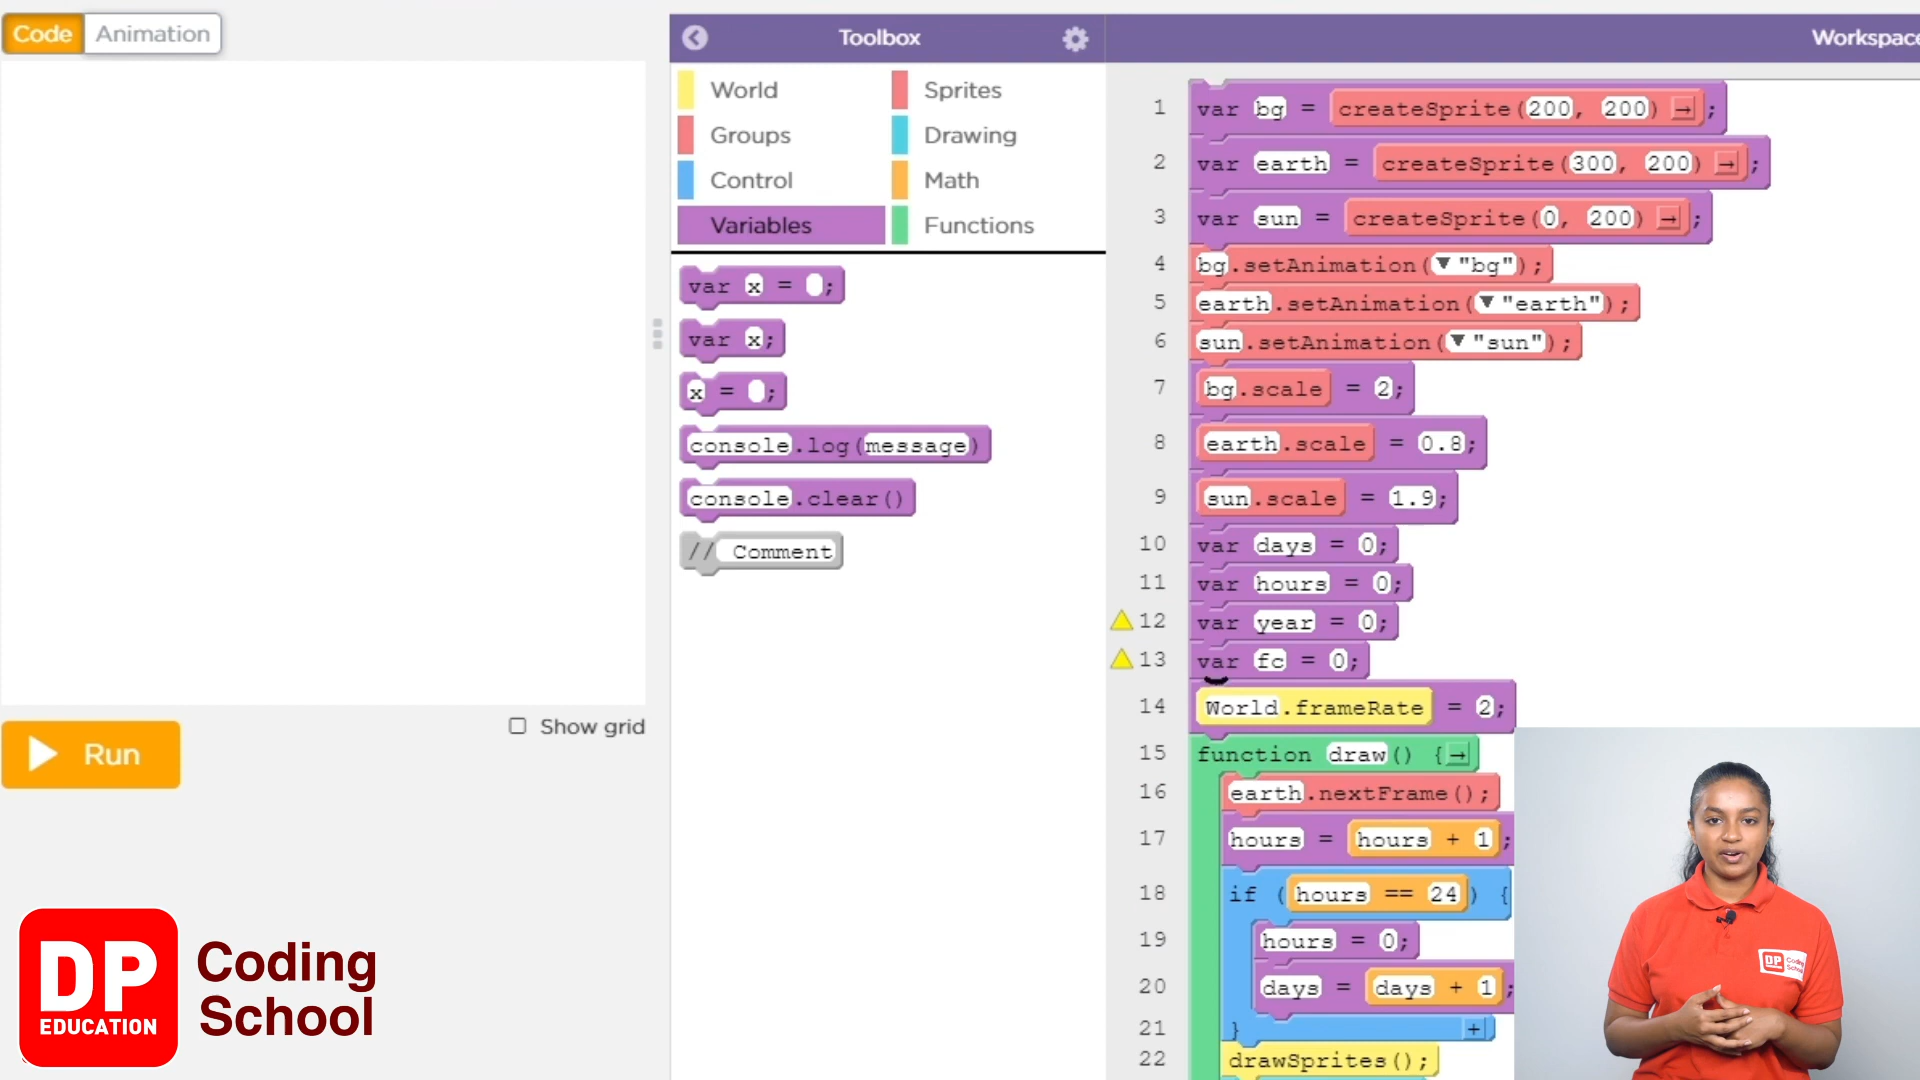 Code Animation
Toolbox
Workspace
World
Sprites
Groups
Drawing
Control
Math
Variables
Functions
var x = ;
var x;
x = ;
console.log(message)
console.clear()
// Comment
Show grid
Run
1 var bg = createSprite(200, 200) → ;
2 var earth = createSprite(300, 200) → ;
3 var sun = createSprite(0, 200) → ;
4 bg.setAnimation(▼ "bg");
5 earth.setAnimation(▼ "earth");
6 sun.setAnimation(▼ "sun");
7 bg.scale = 2;
8 earth.scale = 0.8;
9 sun.scale = 1.9;
10 var days = 0;
11 var hours = 0;
12 var year = 0;
13 var fc = 0;
14 World.frameRate = 2;
15 function draw() { →
16 earth.nextFrame();
17 hours = hours + 1 ;
18 if ( hours == 24 ) {
19 hours = 0;
20 days = days + 1 ;
21 } +
22 drawSprites();
DP
EDUCATION
Coding
School
DP Coding
School